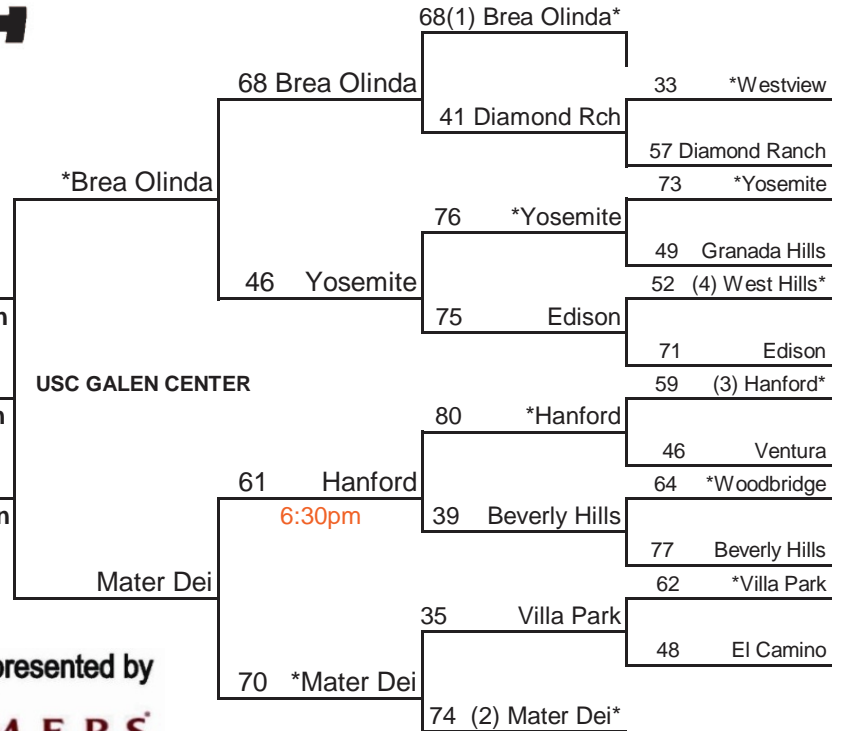 68(1) Brea Olinda*
68 Brea Olinda
33 *Westview
41 Diamond Rch
57 Diamond Ranch
*Brea Olinda
73 *Yosemite
76 *Yosemite
49 Granada Hills
46 Yosemite
52 (4) West Hills*
75 Edison
71 Edison
USC GALEN CENTER
59 (3) Hanford*
80 *Hanford
46 Ventura
61 Hanford
64 *Woodbridge
6:30pm
39 Beverly Hills
77 Beverly Hills
Mater Dei
62 *Villa Park
35 Villa Park
48 El Camino
presented by
70 *Mater Dei
74 (2) Mater Dei*